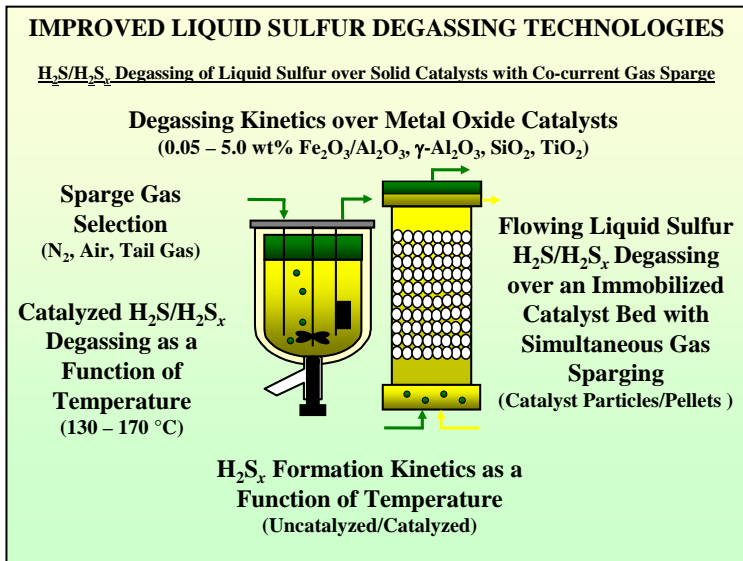 IMPROVED LIQUID SULFUR DEGASSING TECHNOLOGIES
H₂S/H₂Sₓ Degassing of Liquid Sulfur over Solid Catalysts with Co-current Gas Sparge
Degassing Kinetics over Metal Oxide Catalysts
(0.05 – 5.0 wt% Fe₂O₃/Al₂O₃, γ-Al₂O₃, SiO₂, TiO₂)
Sparge Gas
Selection
(N₂, Air, Tail Gas)
Catalyzed H₂S/H₂Sₓ
Degassing as a
Function of
Temperature
(130 – 170 °C)
Flowing Liquid Sulfur
H₂S/H₂Sₓ Degassing
over an Immobilized
Catalyst Bed with
Simultaneous Gas
Sparging
(Catalyst Particles/Pellets )
H₂Sₓ Formation Kinetics as a
Function of Temperature
(Uncatalyzed/Catalyzed)